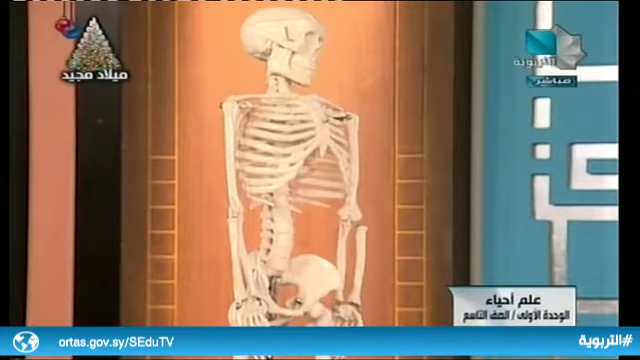 ميلاد مجيد
التربوية
مباشر
علم أحياء
الوحدة الأولى / الصف التاسع
ortas.gov.sy/SEduTV
#التربوية